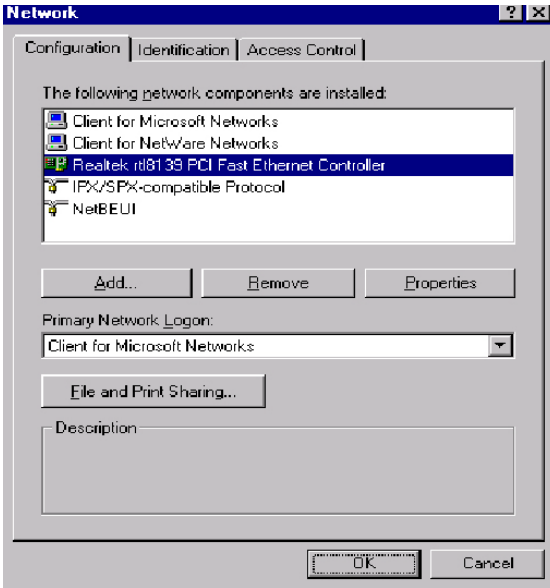 Network
Configuration Identification Access Control
The following network components are installed:
Client for Microsoft Networks
Client for NetWare Networks
Realtek rtl8139 PCI Fast Ethernet Controller
IPX/SPX-compatible Protocol
NetBEUI
Add... Remove Properties
Primary Network Logon:
Client for Microsoft Networks
File and Print Sharing...
Description
OK Cancel